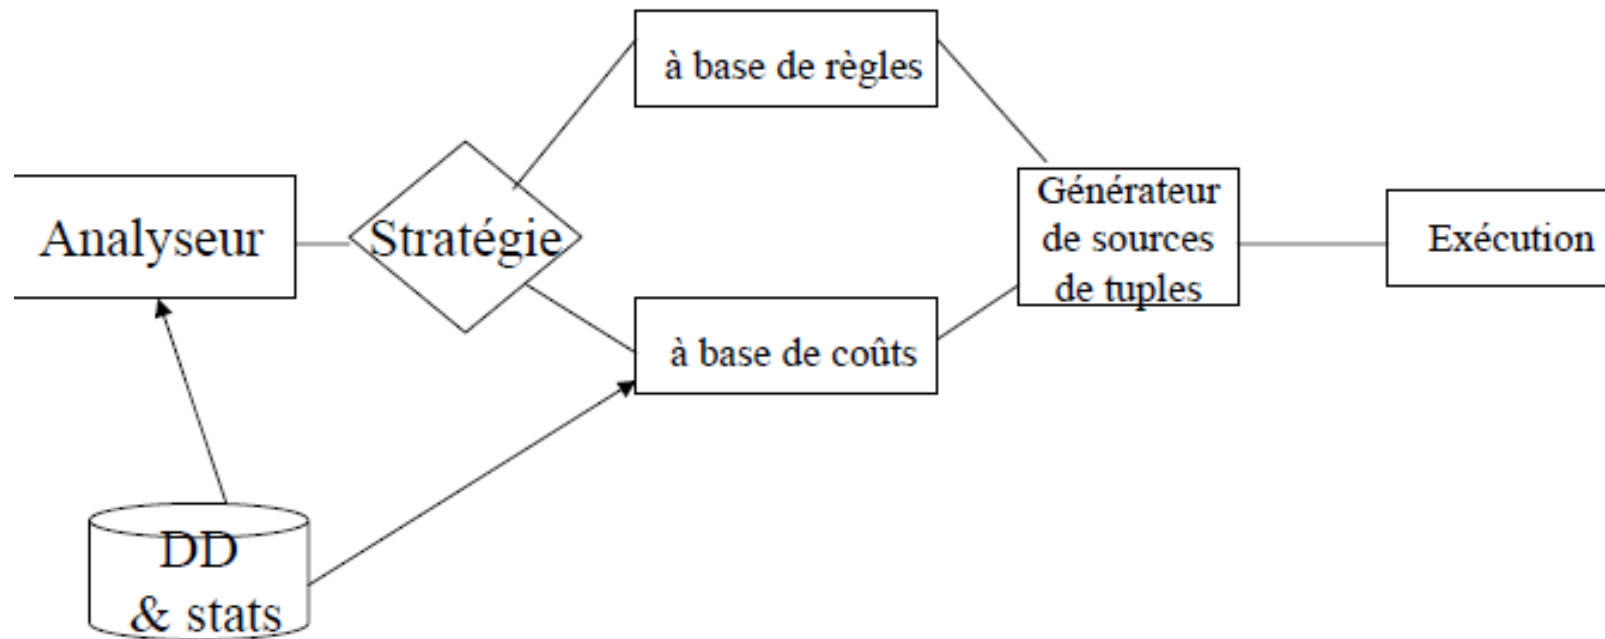 à base de règles
Analyseur
Stratégie
Générateur
de sources
de tuples
Exécution
à base de coûts
DD
& stats